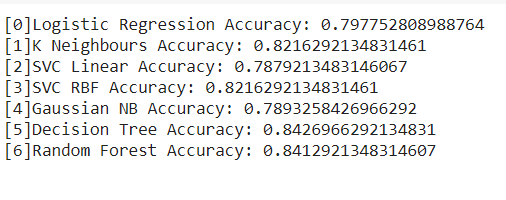 [0]Logistic Regression Accuracy: 0.797752808988764
[1]K Neighbours Accuracy: 0.8216292134831461
[2]SVC Linear Accuracy: 0.7879213483146067
[3]SVC RBF Accuracy: 0.8216292134831461
[4]Gaussian NB Accuracy: 0.7893258426966292
[5]Decision Tree Accuracy: 0.8426966292134831
[6]Random Forest Accuracy: 0.8412921348314607